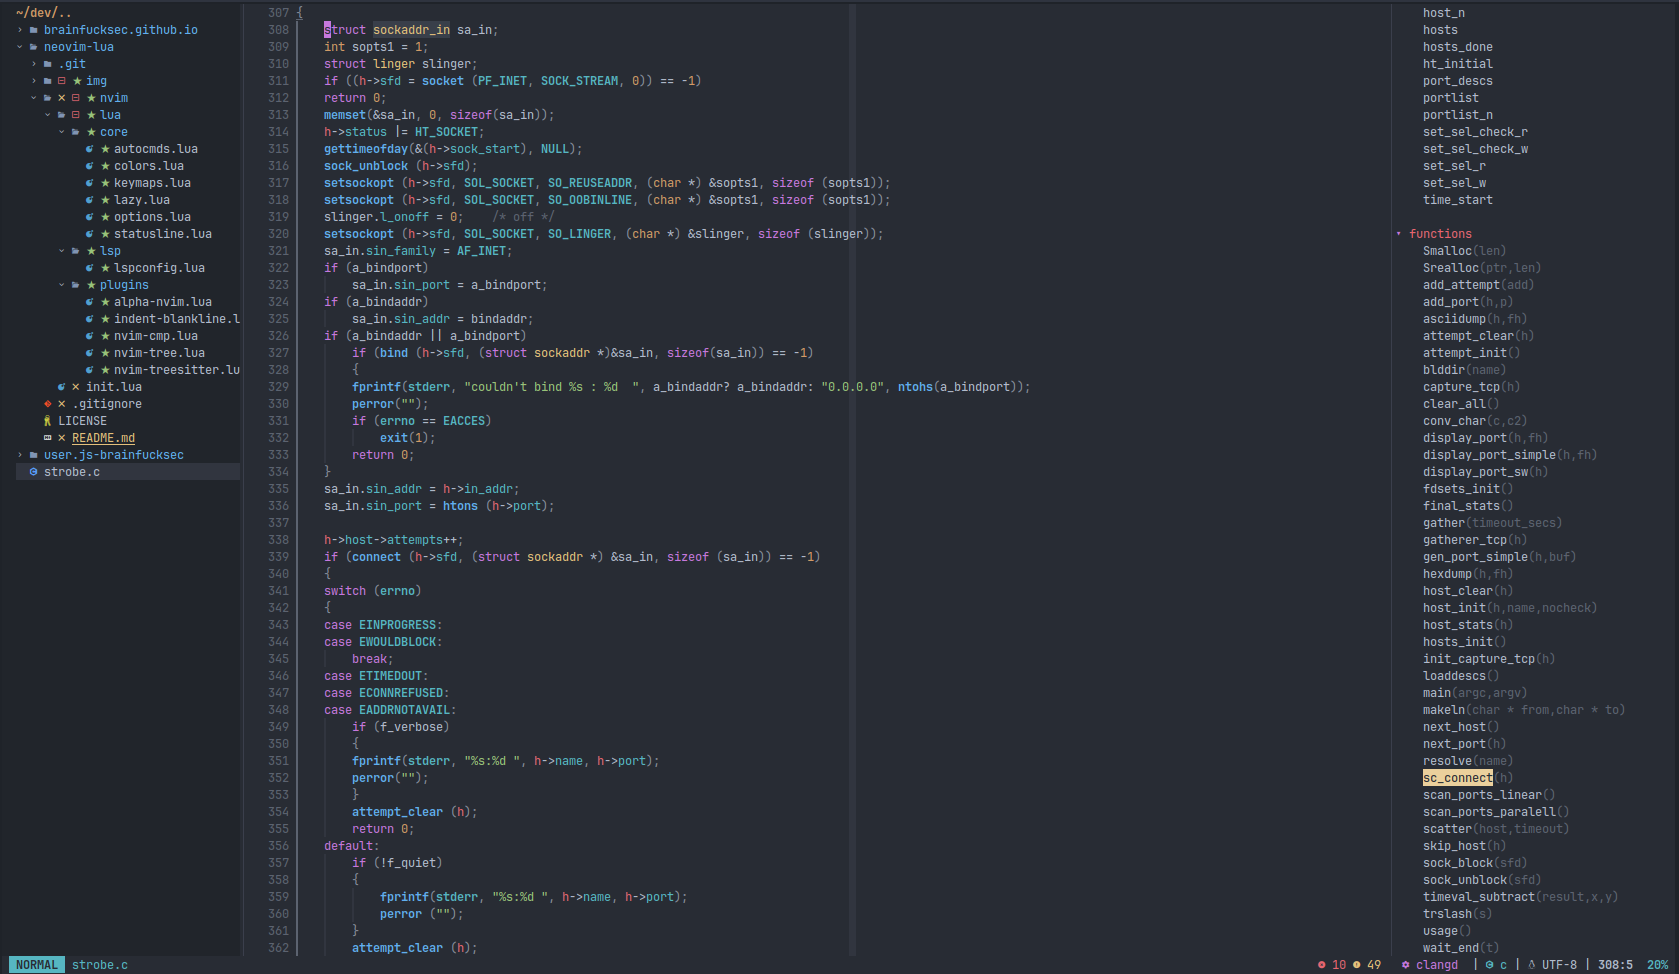 ~/dev/..
brainfucksec.github.io
neovim-lua
.git
img
nvim
lua
core
autocmds.lua
colors.lua
keymaps.lua
lazy.lua
options.lua
statusline.lua
lsp
lspconfig.lua
plugins
alpha-nvim.lua
indent-blankline.l
nvim-cmp.lua
nvim-tree.lua
nvim-treesitter.lu
init.lua
.gitignore
LICENSE
README.md
user.js-brainfucksec
strobe.c
307 {
308 struct sockaddr_in sa_in;
309 int sopts1 = 1;
310 struct linger slinger;
311 if ((h->sfd = socket (PF_INET, SOCK_STREAM, 0)) == -1)
312 return 0;
313 memset(&sa_in, 0, sizeof(sa_in));
314 h->status |= HT_SOCKET;
315 gettimeofday(&(h->sock_start), NULL);
316 sock_unblock (h->sfd);
317 setsockopt (h->sfd, SOL_SOCKET, SO_REUSEADDR, (char *) &sopts1, sizeof (sopts1));
318 setsockopt (h->sfd, SOL_SOCKET, SO_OOBINLINE, (char *) &sopts1, sizeof (sopts1));
319 slinger.l_onoff = 0;    /* off */
320 setsockopt (h->sfd, SOL_SOCKET, SO_LINGER, (char *) &slinger, sizeof (slinger));
321 sa_in.sin_family = AF_INET;
322 if (a_bindport)
323 sa_in.sin_port = a_bindport;
324 if (a_bindaddr)
325 sa_in.sin_addr = bindaddr;
326 if (a_bindaddr || a_bindport)
327 if (bind (h->sfd, (struct sockaddr *)&sa_in, sizeof(sa_in)) == -1)
328 {
329 fprintf(stderr, "couldn't bind %s : %d  ", a_bindaddr? a_bindaddr: "0.0.0.0", ntohs(a_bindport));
330 perror("");
331 if (errno == EACCES)
332 exit(1);
333 return 0;
334 }
335 sa_in.sin_addr = h->in_addr;
336 sa_in.sin_port = htons (h->port);
337
338 h->host->attempts++;
339 if (connect (h->sfd, (struct sockaddr *) &sa_in, sizeof (sa_in)) == -1)
340 {
341 switch (errno)
342 {
343 case EINPROGRESS:
344 case EWOULDBLOCK:
345 break;
346 case ETIMEDOUT:
347 case ECONNREFUSED:
348 case EADDRNOTAVAIL:
349 if (f_verbose)
350 {
351 fprintf(stderr, "%s:%d ", h->name, h->port);
352 perror("");
353 }
354 attempt_clear (h);
355 return 0;
356 default:
357 if (!f_quiet)
358 {
359 fprintf(stderr, "%s:%d ", h->name, h->port);
360 perror ("");
361 }
362 attempt_clear (h);
host_n
hosts
hosts_done
ht_initial
port_descs
portlist
portlist_n
set_sel_check_r
set_sel_check_w
set_sel_r
set_sel_w
time_start
functions
Smalloc(len)
Srealloc(ptr,len)
add_attempt(add)
add_port(h,p)
asciidump(h,fh)
attempt_clear(h)
attempt_init()
blddir(name)
capture_tcp(h)
clear_all()
conv_char(c,c2)
display_port(h,fh)
display_port_simple(h,fh)
display_port_sw(h)
fdsets_init()
final_stats()
gather(timeout_secs)
gatherer_tcp(h)
gen_port_simple(h,buf)
hexdump(h,fh)
host_clear(h)
host_init(h,name,nocheck)
host_stats(h)
hosts_init()
init_capture_tcp(h)
loaddescs()
main(argc,argv)
makeln(char * from,char * to)
next_host()
next_port(h)
resolve(name)
sc_connect(h)
scan_ports_linear()
scan_ports_paralell()
scatter(host,timeout)
skip_host(h)
sock_block(sfd)
sock_unblock(sfd)
timeval_subtract(result,x,y)
trslash(s)
usage()
wait_end(t)
NORMAL strobe.c 10 49 clangd | c | UTF-8 | 308:5 20%